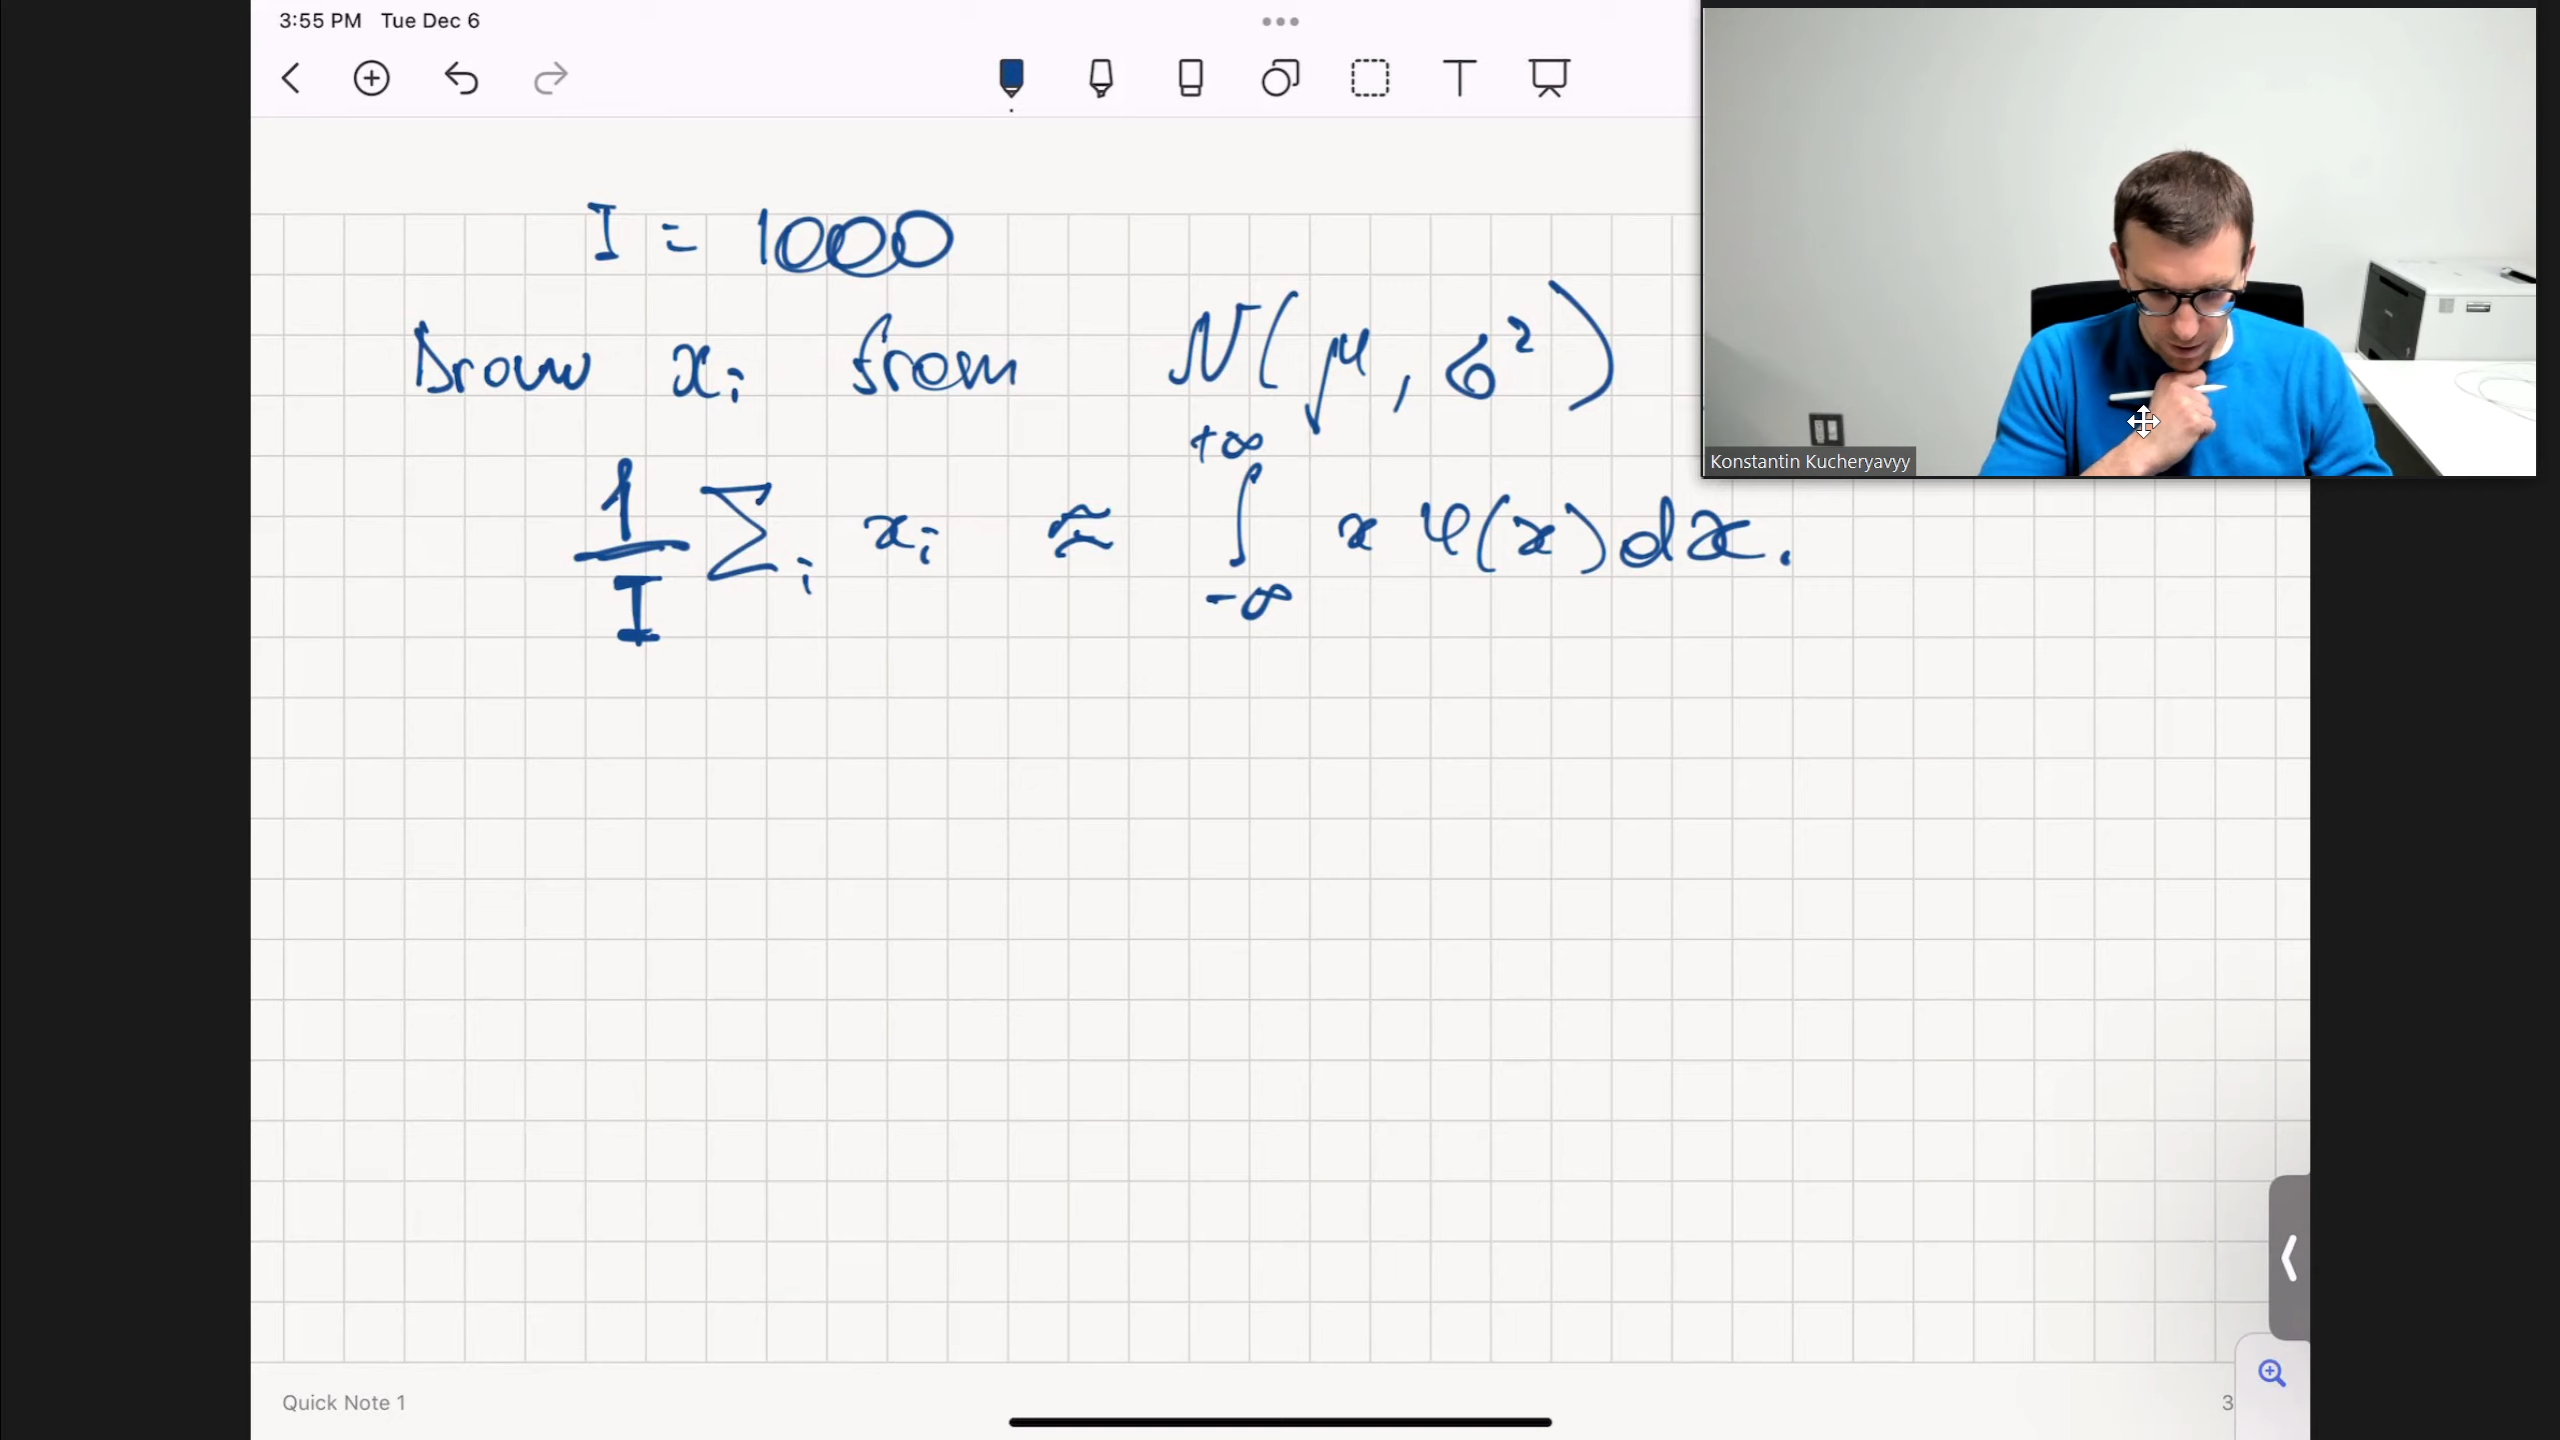 3:55 PM Tue Dec 6
I = 1000
Draw xᵢ from N(μ, σ²)
1/I Σᵢ xᵢ ≈ ∫₋∞⁺∞ x φ(x)dx.
Konstantin Kucheryavyy
Quick Note 1
3